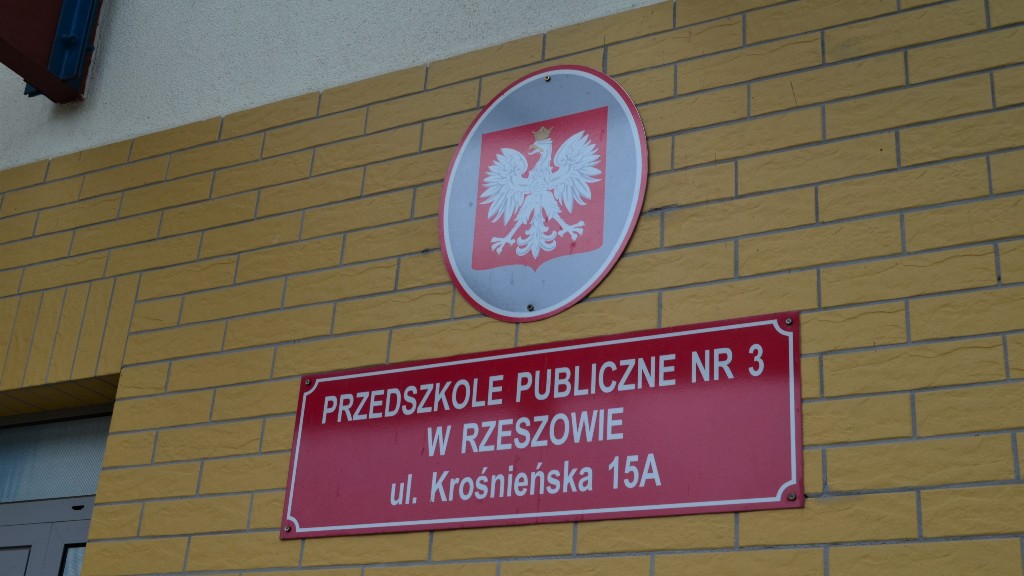 PRZEDSZKOLE PUBLICZNE NR 3
W RZESZOWIE
ul. Krośnieńska 15A